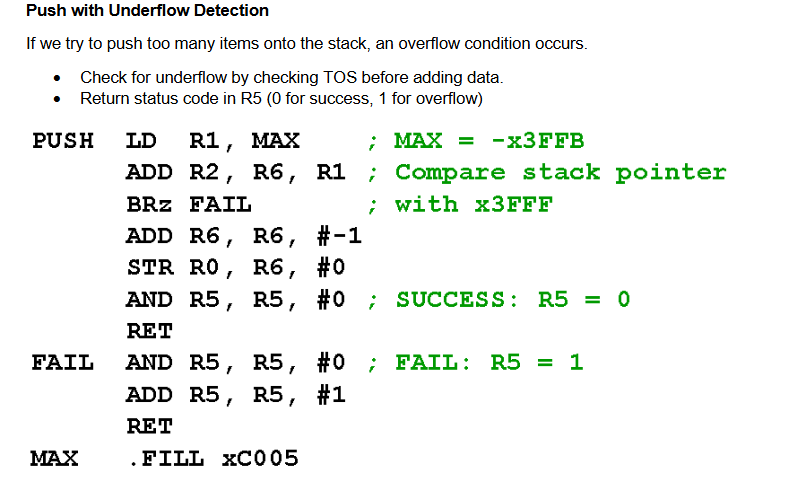 Push with Underflow Detection
If we try to push too many items onto the stack, an overflow condition occurs.
• Check for underflow by checking TOS before adding data.
• Return status code in R5 (0 for success, 1 for overflow)
PUSH LD R1, MAX ; MAX = -x3FFB
ADD R2, R6, R1 ; Compare stack pointer
BRz FAIL ; with x3FFF
ADD R6, R6, #-1
STR R0, R6, #0
AND R5, R5, #0 ; SUCCESS: R5 = 0
RET
FAIL AND R5, R5, #0 ; FAIL: R5 = 1
ADD R5, R5, #1
RET
MAX .FILL xC005